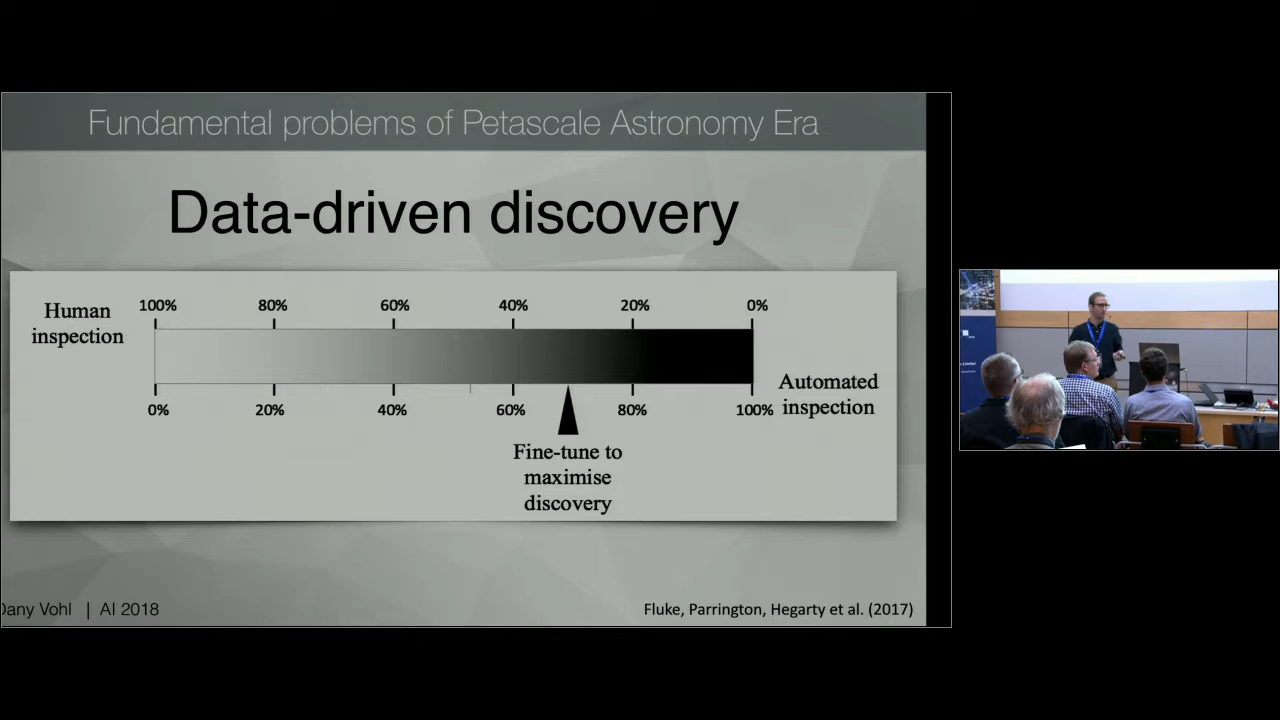 Fundamental problems of Petascale Astronomy Era
Data-driven discovery
Human
inspection
100% 80% 60% 40% 20% 0%
0% 20% 40% 60% 80% 100%
Automated
inspection
Fine-tune to
maximise
discovery
Dany Vohl | AI 2018
Fluke, Parrington, Hegarty et al. (2017)